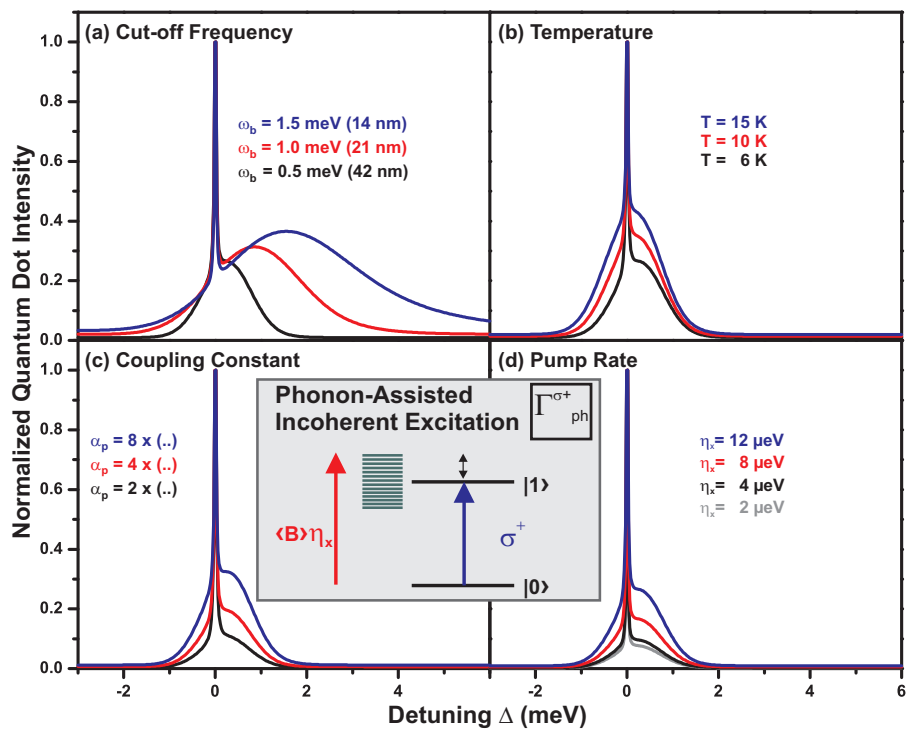 Normalized Quantum Dot Intensity
(a) Cut-off Frequency
1.0
0.8
0.6
0.4
0.2
0.0
ω_b = 1.5 meV (14 nm)
ω_b = 1.0 meV (21 nm)
ω_b = 0.5 meV (42 nm)
(b) Temperature
T = 15 K
T = 10 K
T = 6 K
(c) Coupling Constant
1.0
0.8
0.6
0.4
0.2
0.0
α_p = 8 x (..)
α_p = 4 x (..)
α_p = 2 x (..)
Phonon-Assisted
Incoherent Excitation
Γ^σ+ _ph
⟨B⟩η_x
|1⟩
σ^+
|0⟩
(d) Pump Rate
η_x= 12 µeV
η_x= 8 µeV
η_x= 4 µeV
η_x= 2 µeV
-2 0 2 4 -2 0 2 4 6
Detuning Δ (meV)